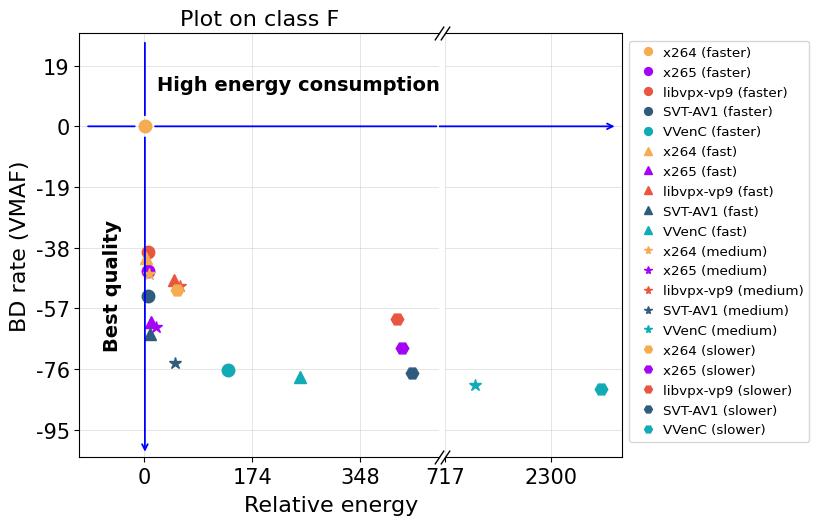 Plot on class F
19
0
-19
-38
-57
-76
-95
BD rate (VMAF)
High energy consumption
Best quality
0 174 348 717 2300
Relative energy
x264 (faster)
x265 (faster)
libvpx-vp9 (faster)
SVT-AV1 (faster)
VVenC (faster)
x264 (fast)
x265 (fast)
libvpx-vp9 (fast)
SVT-AV1 (fast)
VVenC (fast)
x264 (medium)
x265 (medium)
libvpx-vp9 (medium)
SVT-AV1 (medium)
VVenC (medium)
x264 (slower)
x265 (slower)
libvpx-vp9 (slower)
SVT-AV1 (slower)
VVenC (slower)